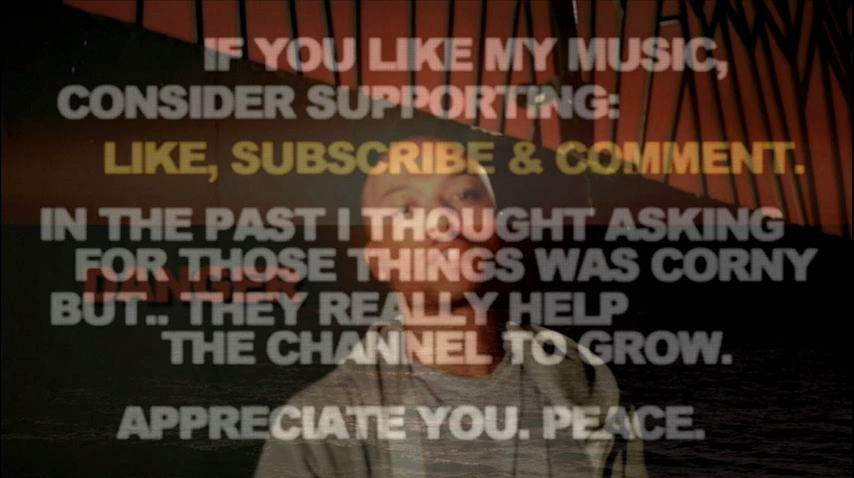 IF YOU LIKE MY MUSIC,
CONSIDER SUPPORTING:
LIKE, SUBSCRIBE & COMMENT.
IN THE PAST I THOUGHT ASKING
FOR THOSE THINGS WAS CORNY
DANGER
BUT.. THEY REALLY HELP
THE CHANNEL TO GROW.
APPRECIATE YOU. PEACE.